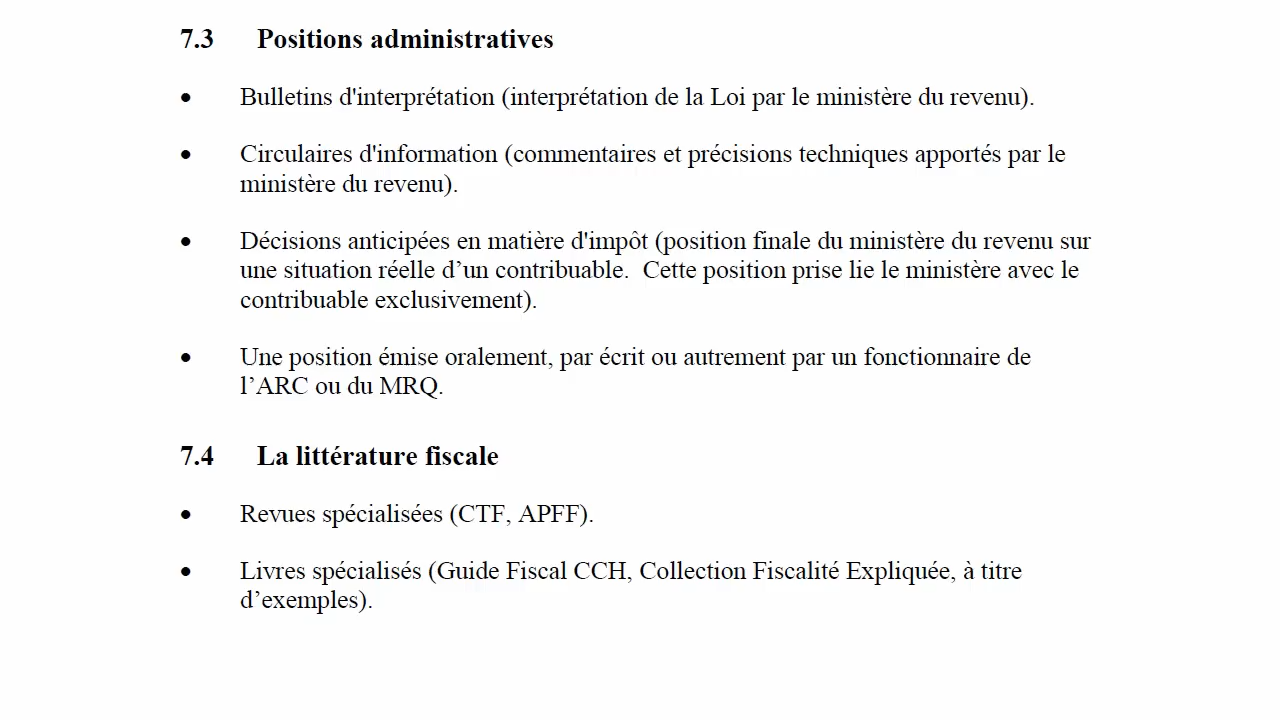 7.3 Positions administratives
• Bulletins d'interprétation (interprétation de la Loi par le ministère du revenu).
• Circulaires d'information (commentaires et précisions techniques apportés par le
ministère du revenu).
• Décisions anticipées en matière d'impôt (position finale du ministère du revenu sur
une situation réelle d’un contribuable.  Cette position prise lie le ministère avec le
contribuable exclusivement).
• Une position émise oralement, par écrit ou autrement par un fonctionnaire de
l’ARC ou du MRQ.
7.4 La littérature fiscale
• Revues spécialisées (CTF, APFF).
• Livres spécialisés (Guide Fiscal CCH, Collection Fiscalité Expliquée, à titre
d’exemples).